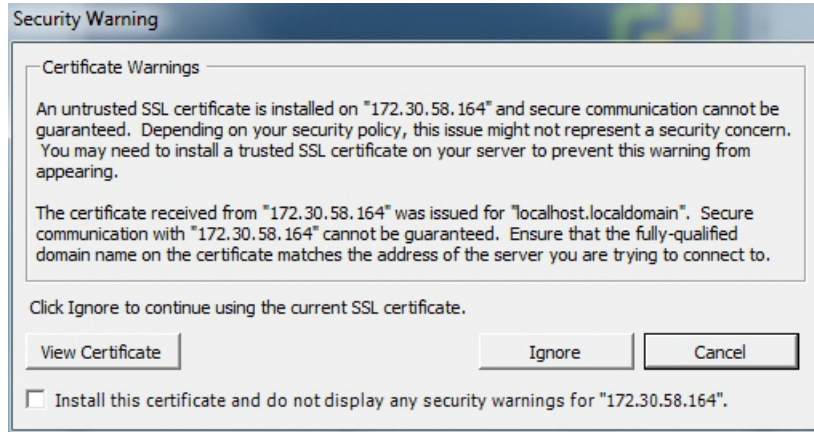 Security Warning
Certificate Warnings
An untrusted SSL certificate is installed on "172.30.58.164" and secure communication cannot be
guaranteed. Depending on your security policy, this issue might not represent a security concern.
You may need to install a trusted SSL certificate on your server to prevent this warning from
appearing.
The certificate received from "172.30.58.164" was issued for "localhost.localdomain". Secure
communication with "172.30.58.164" cannot be guaranteed. Ensure that the fully-qualified
domain name on the certificate matches the address of the server you are trying to connect to.
Click Ignore to continue using the current SSL certificate.
View Certificate Ignore Cancel
Install this certificate and do not display any security warnings for "172.30.58.164".